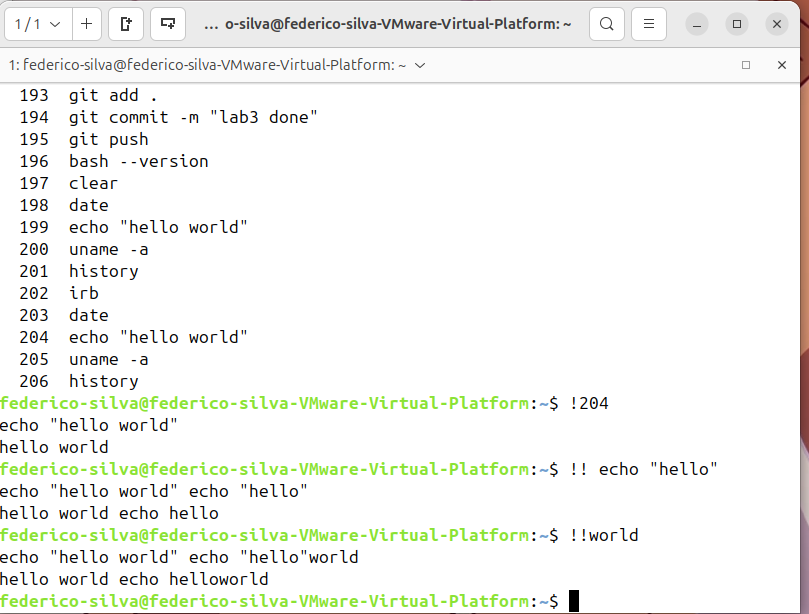 1 / 1
... o-silva@federico-silva-VMware-Virtual-Platform: ~
1: federico-silva@federico-silva-VMware-Virtual-Platform: ~
193  git add .
194  git commit -m "lab3 done"
195  git push
196  bash --version
197  clear
198  date
199  echo "hello world"
200  uname -a
201  history
202  irb
203  date
204  echo "hello world"
205  uname -a
206  history
federico-silva@federico-silva-VMware-Virtual-Platform:~$ !204
echo "hello world"
hello world
federico-silva@federico-silva-VMware-Virtual-Platform:~$ !! echo "hello"
echo "hello world" echo "hello"
hello world echo hello
federico-silva@federico-silva-VMware-Virtual-Platform:~$ !!world
echo "hello world" echo "hello"world
hello world echo helloworld
federico-silva@federico-silva-VMware-Virtual-Platform:~$